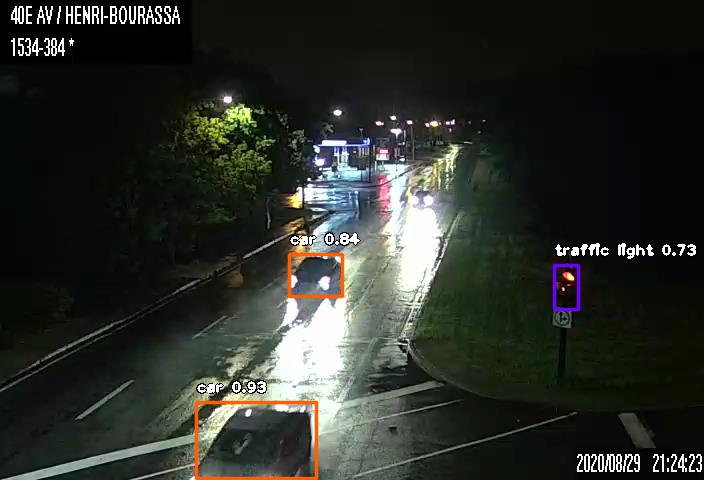 40E AV / HENRI-BOURASSA
1534-384 *
car 0.84
traffic light 0.73
car 0.93
2020/08/29 21:24:23